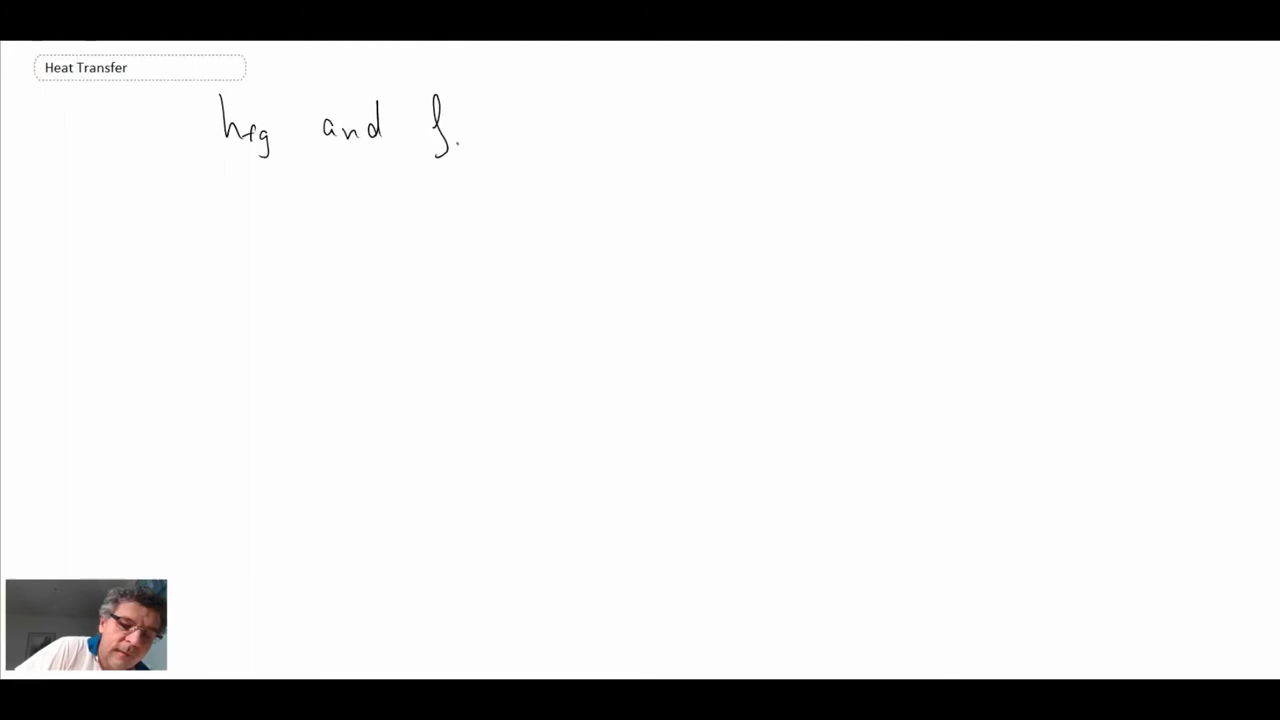 Heat Transfer
hfg and ρ